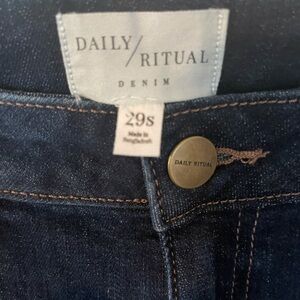 DAILY/
RITUAL
DENIM
29s
Made in
Bangladesh
DAILY RITUAL